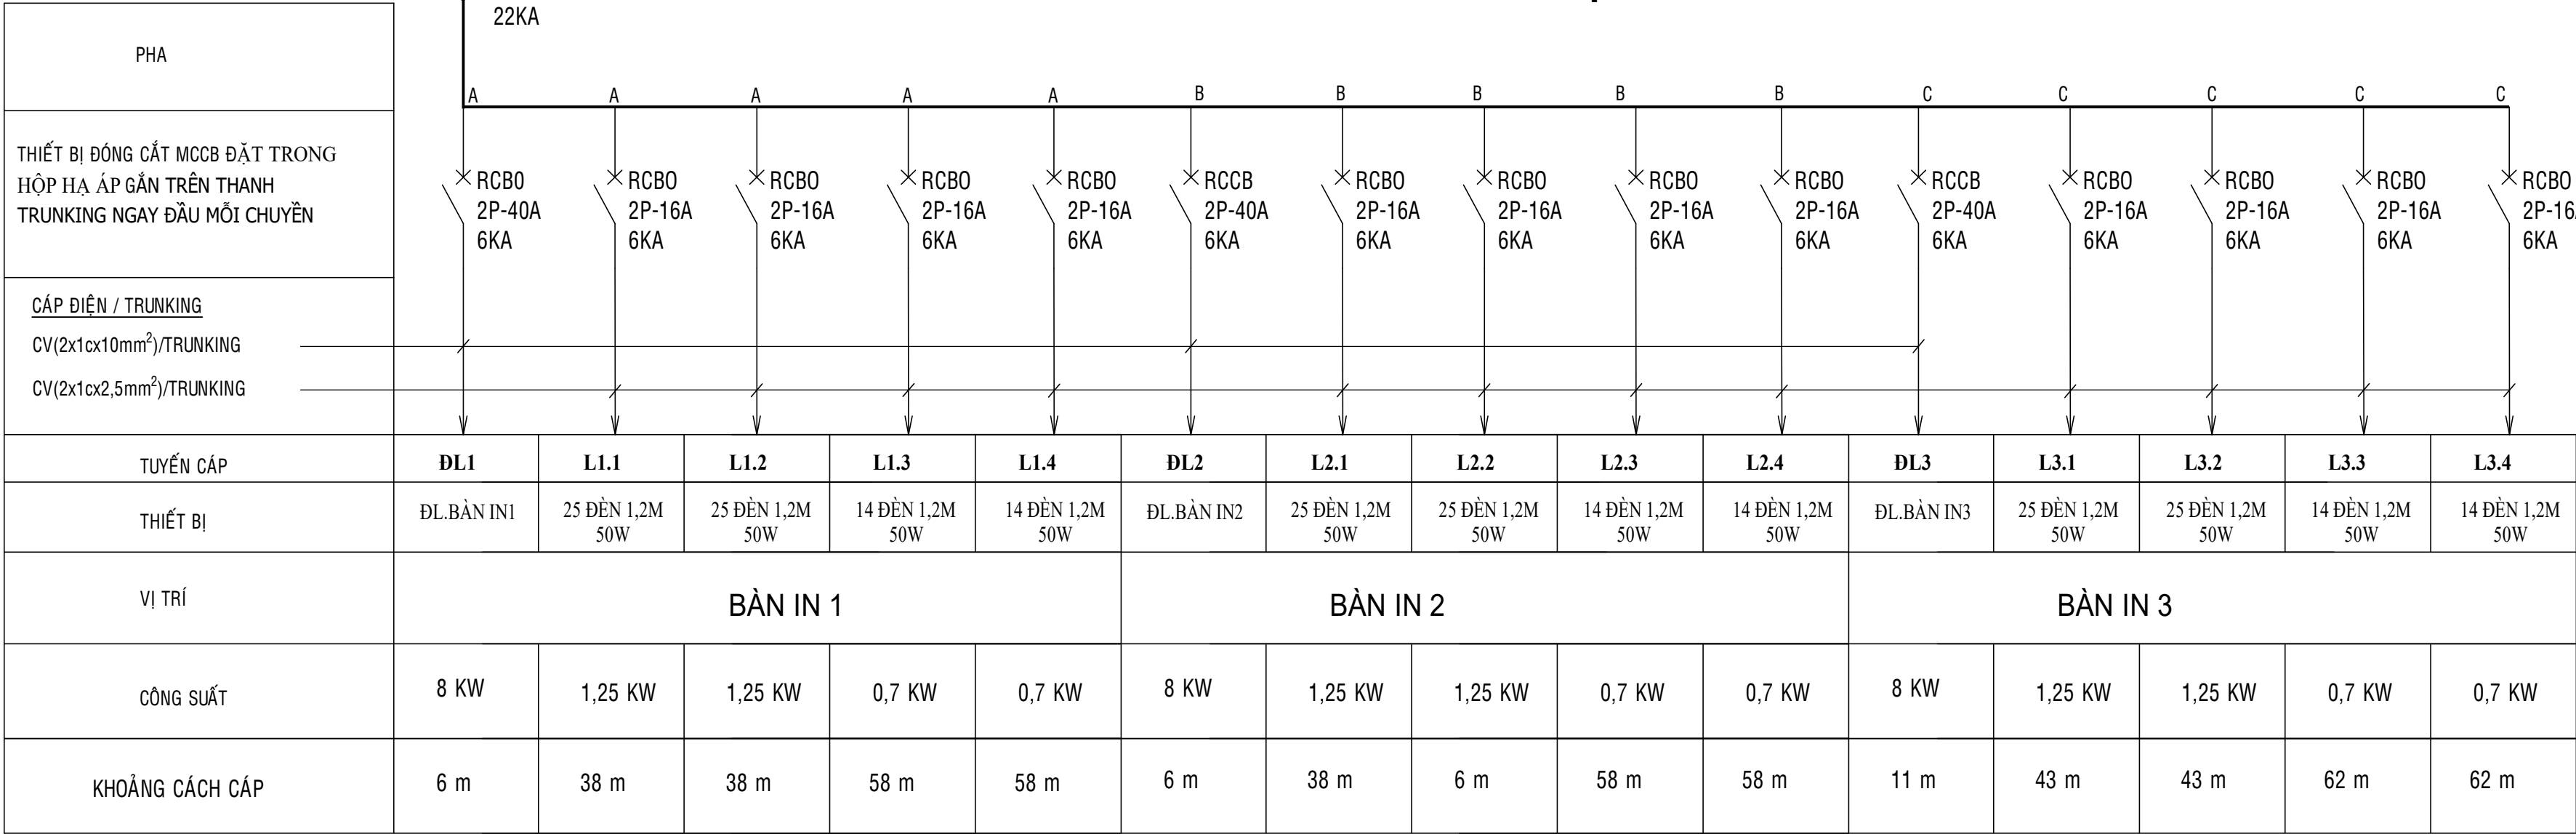 22KA
PHA
A A A A A B B B B B C C C C C
THIẾT BỊ ĐÓNG CẮT MCCB ĐẶT TRONG
HỘP HẠ ÁP GẮN TRÊN THANH
TRUNKING NGAY ĐẦU MỖI CHUYỀN
RCBO RCBO RCBO RCBO RCBO RCCB RCBO RCBO RCBO RCBO RCCB RCBO RCBO RCBO RCBO
2P-40A 2P-16A 2P-16A 2P-16A 2P-16A 2P-40A 2P-16A 2P-16A 2P-16A 2P-16A 2P-40A 2P-16A 2P-16A 2P-16A 2P-16
6KA 6KA 6KA 6KA 6KA 6KA 6KA 6KA 6KA 6KA 6KA 6KA 6KA 6KA 6KA
CÁP ĐIỆN / TRUNKING
CV(2x1cx10mm²)/TRUNKING
CV(2x1cx2,5mm²)/TRUNKING
TUYẾN CÁP ĐL1 L1.1 L1.2 L1.3 L1.4 ĐL2 L2.1 L2.2 L2.3 L2.4 ĐL3 L3.1 L3.2 L3.3 L3.4
THIẾT BỊ ĐL.BÀN IN1 25 ĐÈN 1,2M 25 ĐÈN 1,2M 14 ĐÈN 1,2M 14 ĐÈN 1,2M ĐL.BÀN IN2 25 ĐÈN 1,2M 25 ĐÈN 1,2M 14 ĐÈN 1,2M 14 ĐÈN 1,2M ĐL.BÀN IN3 25 ĐÈN 1,2M 25 ĐÈN 1,2M 14 ĐÈN 1,2M 14 ĐÈN 1,2M
50W 50W 50W 50W 50W 50W 50W 50W 50W 50W 50W 50W
VỊ TRÍ BÀN IN 1 BÀN IN 2 BÀN IN 3
CÔNG SUẤT 8 KW 1,25 KW 1,25 KW 0,7 KW 0,7 KW 8 KW 1,25 KW 1,25 KW 0,7 KW 0,7 KW 8 KW 1,25 KW 1,25 KW 0,7 KW 0,7 KW
KHOẢNG CÁCH CÁP 6 m 38 m 38 m 58 m 58 m 6 m 38 m 6 m 58 m 58 m 11 m 43 m 43 m 62 m 62 m